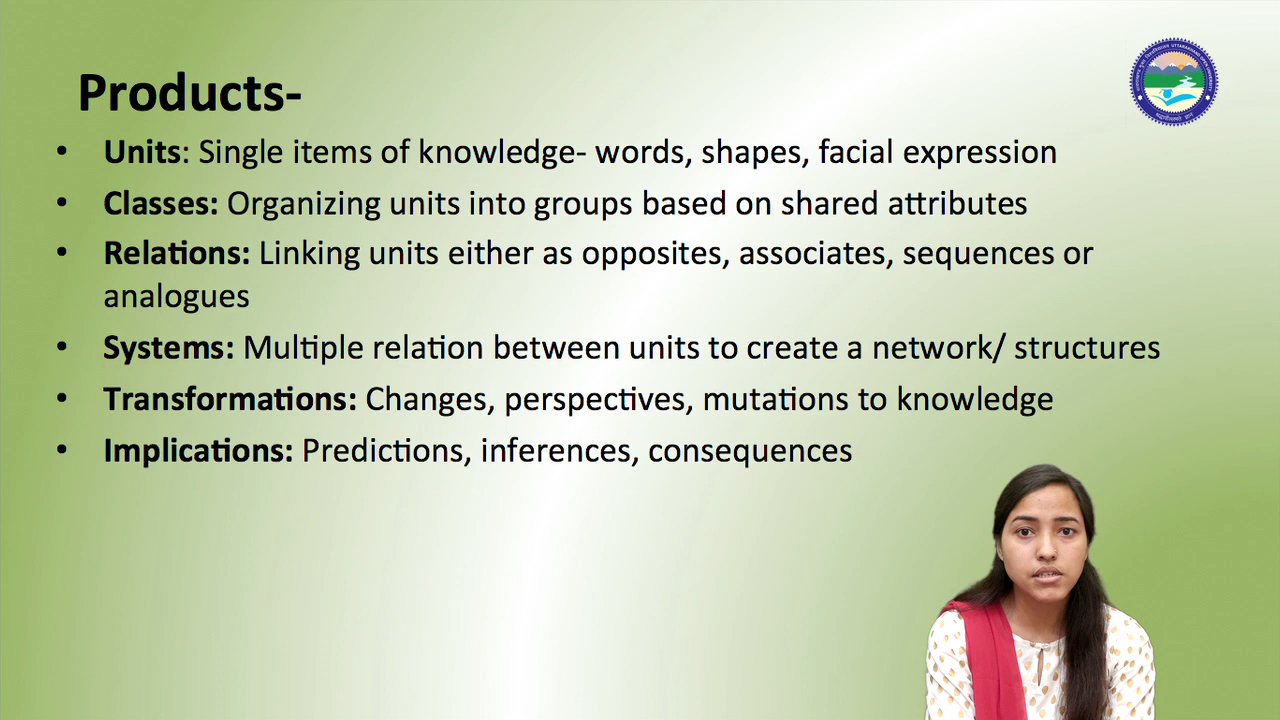 Products-
• Units: Single items of knowledge- words, shapes, facial expression
• Classes: Organizing units into groups based on shared attributes
• Relations: Linking units either as opposites, associates, sequences or
analogues
• Systems: Multiple relation between units to create a network/ structures
• Transformations: Changes, perspectives, mutations to knowledge
• Implications: Predictions, inferences, consequences